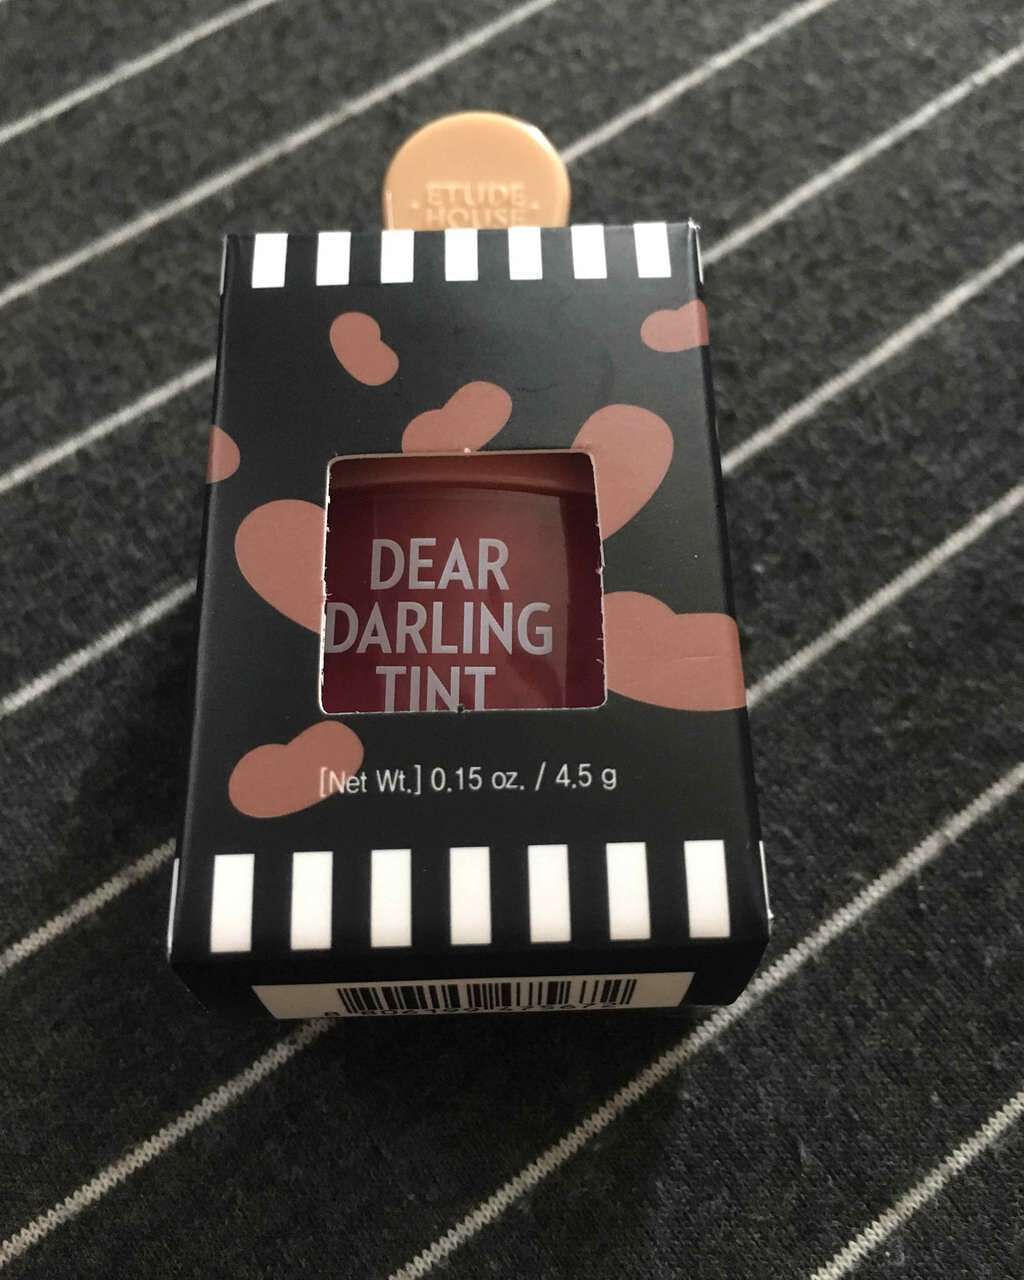 ETUDE
HOUSE
DEAR
DARLING
TINT
[Net Wt.] 0.15 oz. / 4.5 g